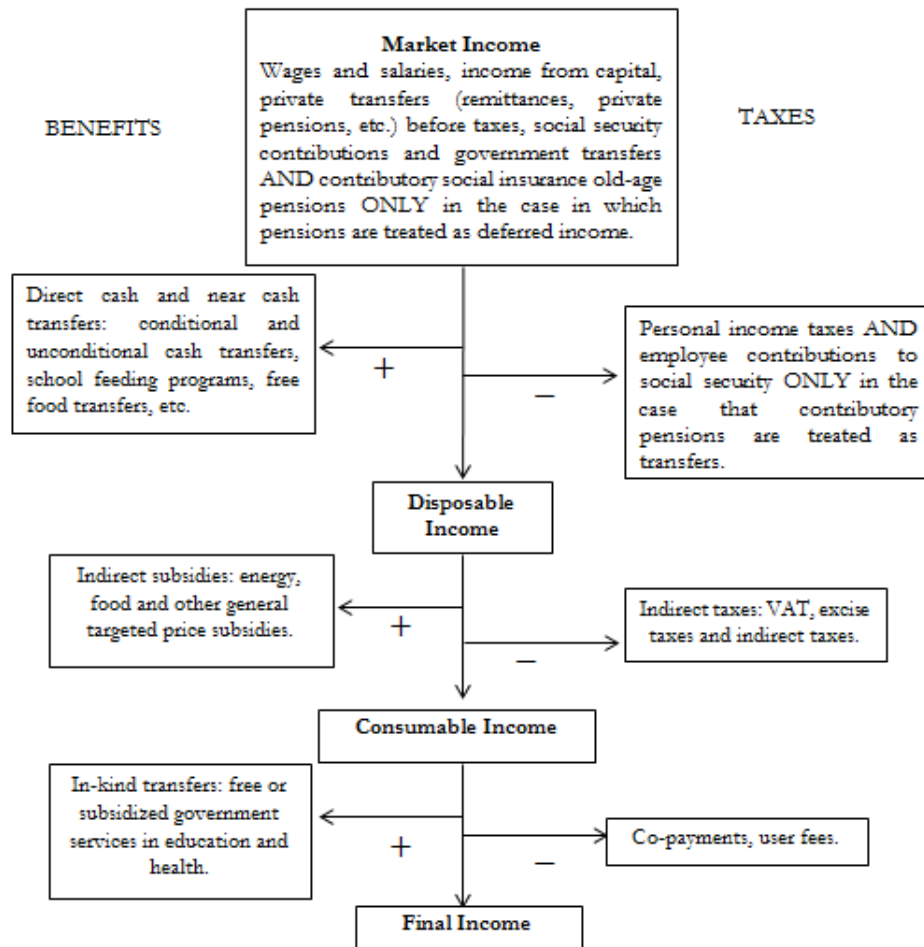 Market Income
Wages and salaries, income from capital,
private transfers (remittances, private
pensions, etc.) before taxes, social security
contributions and government transfers
AND contributory social insurance old-age
pensions ONLY in the case in which
pensions are treated as deferred income.
BENEFITS
TAXES
Direct cash and near cash
transfers: conditional and
unconditional cash transfers,
school feeding programs, free
food transfers, etc.
+
Personal income taxes AND
employee contributions to
social security ONLY in the
case that contributory
pensions are treated as
transfers.
–
Disposable
Income
Indirect subsidies: energy,
food and other general
targeted price subsidies.
+
Indirect taxes: VAT, excise
taxes and indirect taxes.
–
Consumable Income
In-kind transfers: free or
subsidized government
services in education and
health.
+
Co-payments, user fees.
–
Final Income